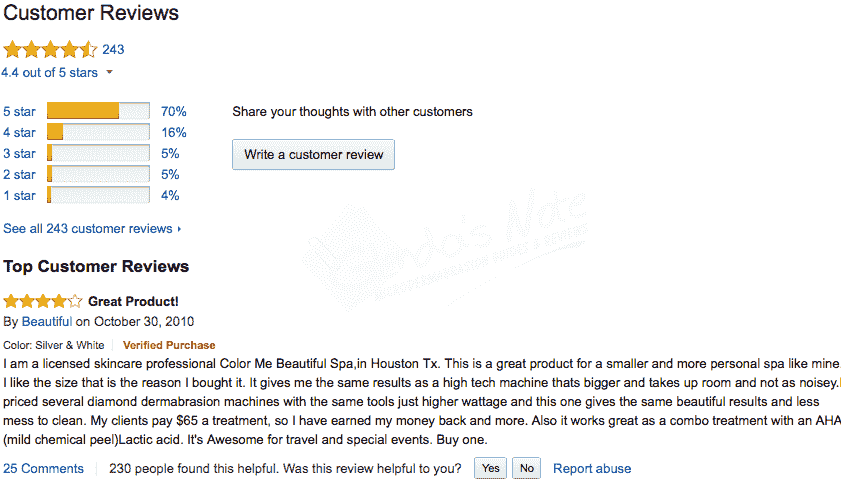 Customer Reviews
243
4.4 out of 5 stars
5 star 70%
4 star 16%
3 star 5%
2 star 5%
1 star 4%
Share your thoughts with other customers
Write a customer review
See all 243 customer reviews
Top Customer Reviews
Great Product!
By Beautiful on October 30, 2010
Color: Silver & White Verified Purchase
I am a licensed skincare professional Color Me Beautiful Spa,in Houston Tx. This is a great product for a smaller and more personal spa like mine.
I like the size that is the reason I bought it. It gives me the same results as a high tech machine thats bigger and takes up room and not as noisey.I
priced several diamond dermabrasion machines with the same tools just higher wattage and this one gives the same beautiful results and less
mess to clean. My clients pay $65 a treatment, so I have earned my money back and more. Also it works great as a combo treatment with an AHA
(mild chemical peel)Lactic acid. It's Awesome for travel and special events. Buy one.
25 Comments 230 people found this helpful. Was this review helpful to you? Yes No Report abuse